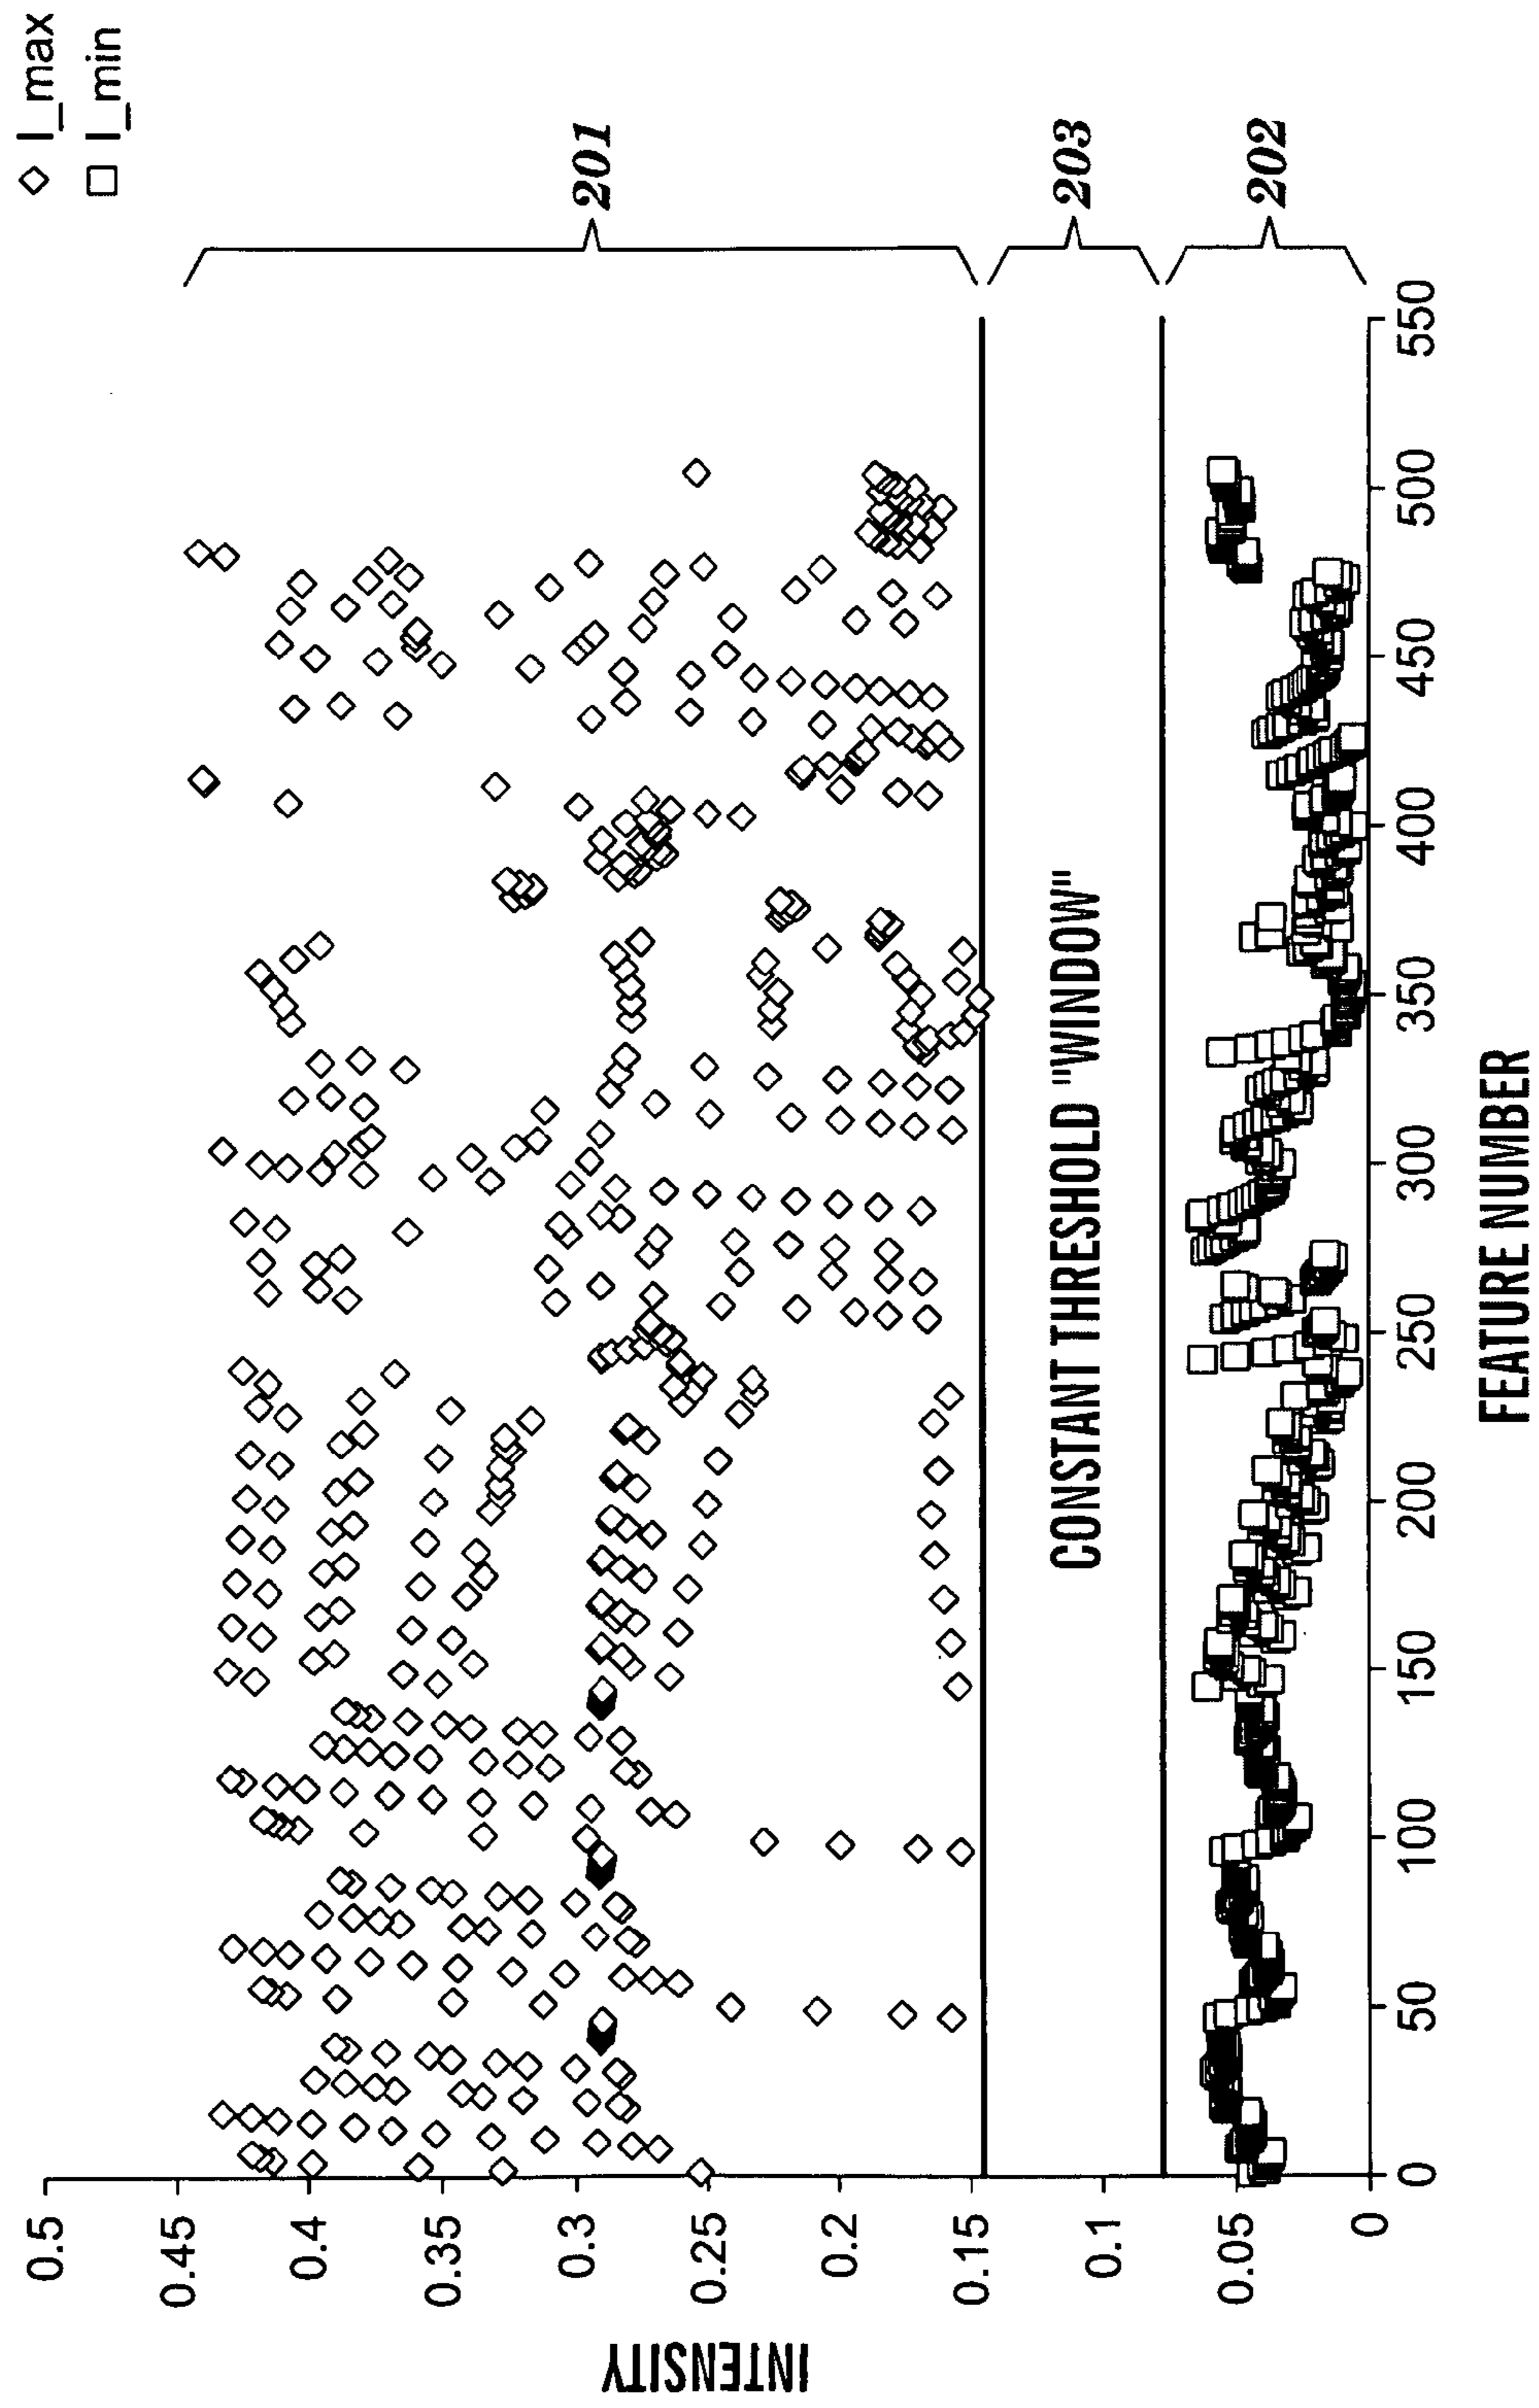 ◇ I_max
□ I_min
0.5
0.45
0.4
0.35
0.3
0.25
0.2
0.15
0.1
0.05
0
INTENSITY
201
203
202
CONSTANT THRESHOLD "WINDOW"
0 50 100 150 200 250 300 350 400 450 500 550
FEATURE NUMBER